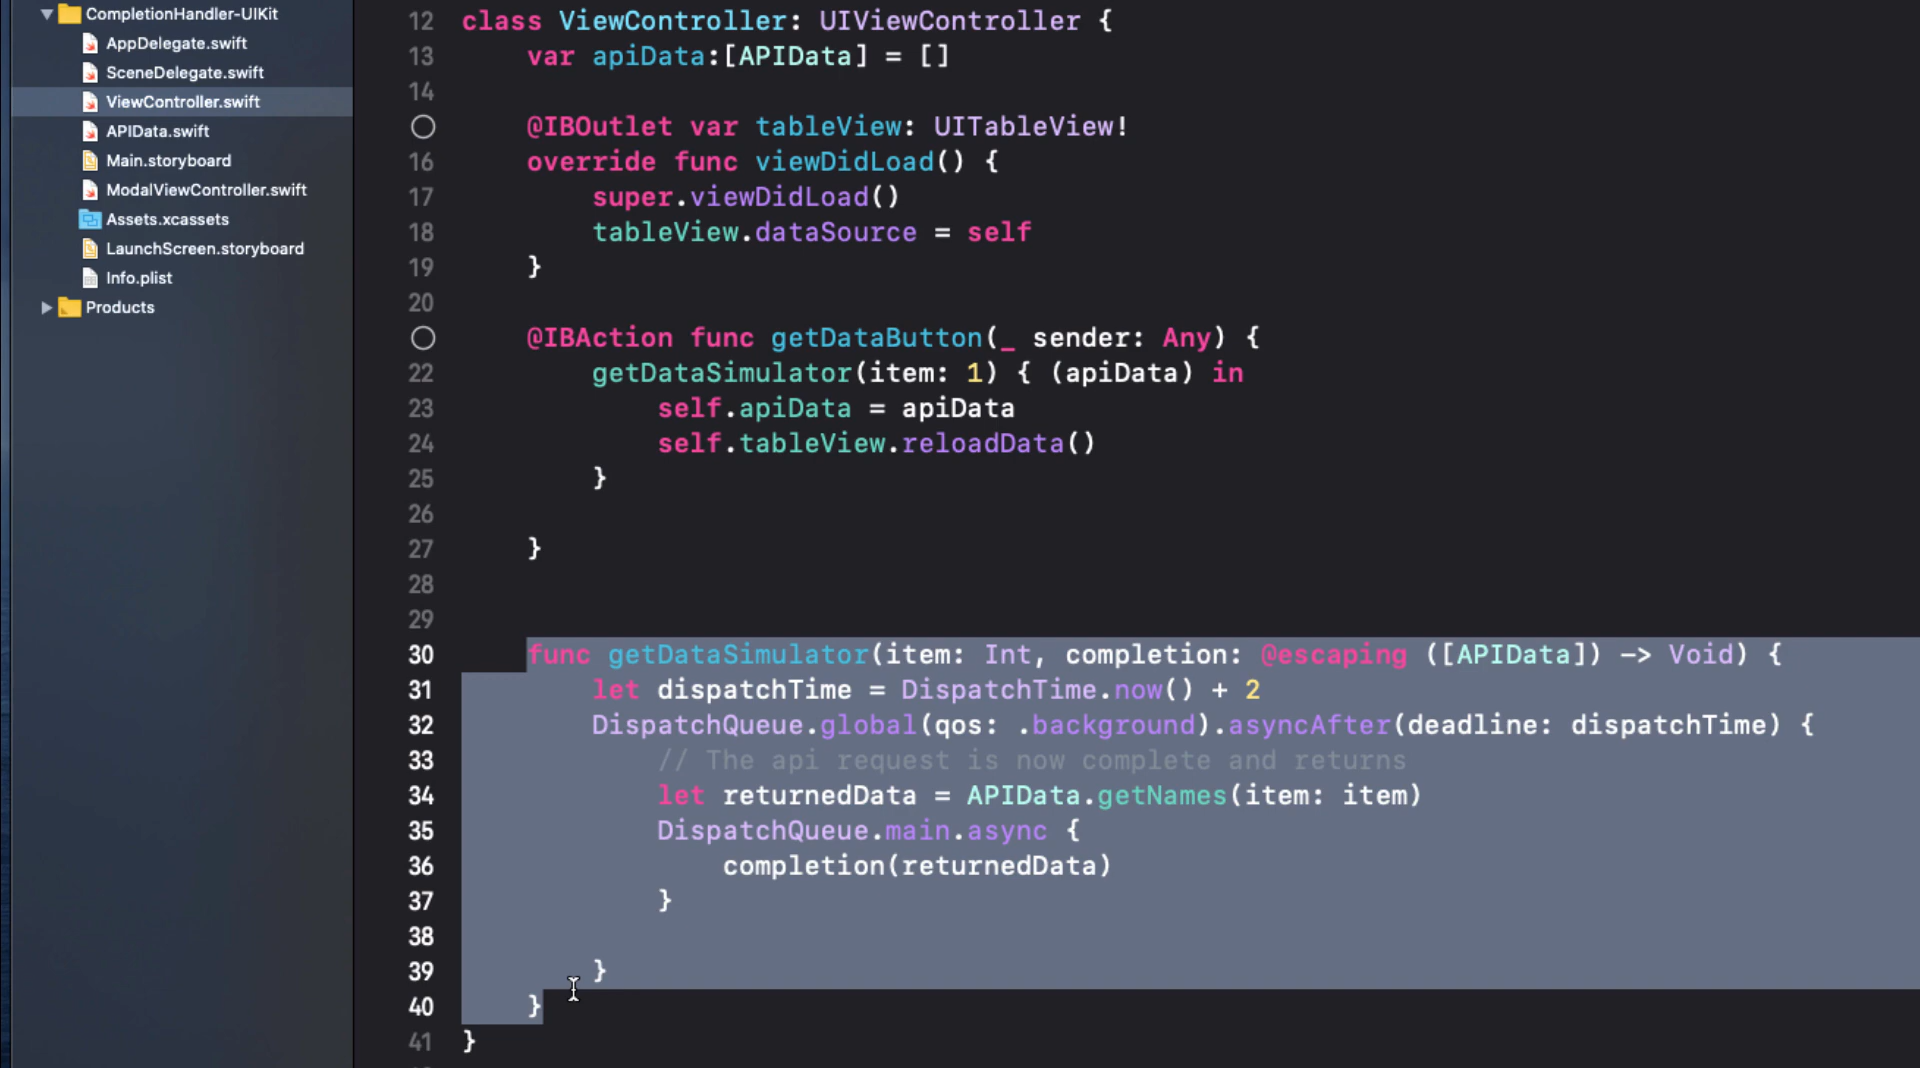 CompletionHandler-UIKit
AppDelegate.swift
SceneDelegate.swift
ViewController.swift
APIData.swift
Main.storyboard
ModalViewController.swift
Assets.xcassets
LaunchScreen.storyboard
Info.plist
Products
12 class ViewController: UIViewController {
13     var apiData:[APIData] = []
14
@IBOutlet var tableView: UITableView!
16     override func viewDidLoad() {
17         super.viewDidLoad()
18         tableView.dataSource = self
19     }
20
@IBAction func getDataButton(_ sender: Any) {
22         getDataSimulator(item: 1) { (apiData) in
23             self.apiData = apiData
24             self.tableView.reloadData()
25         }
26
27     }
28
29
30     func getDataSimulator(item: Int, completion: @escaping ([APIData]) -> Void) {
31         let dispatchTime = DispatchTime.now() + 2
32         DispatchQueue.global(qos: .background).asyncAfter(deadline: dispatchTime) {
33             // The api request is now complete and returns
34             let returnedData = APIData.getNames(item: item)
35             DispatchQueue.main.async {
36                 completion(returnedData)
37             }
38
39         }
40     }
41 }